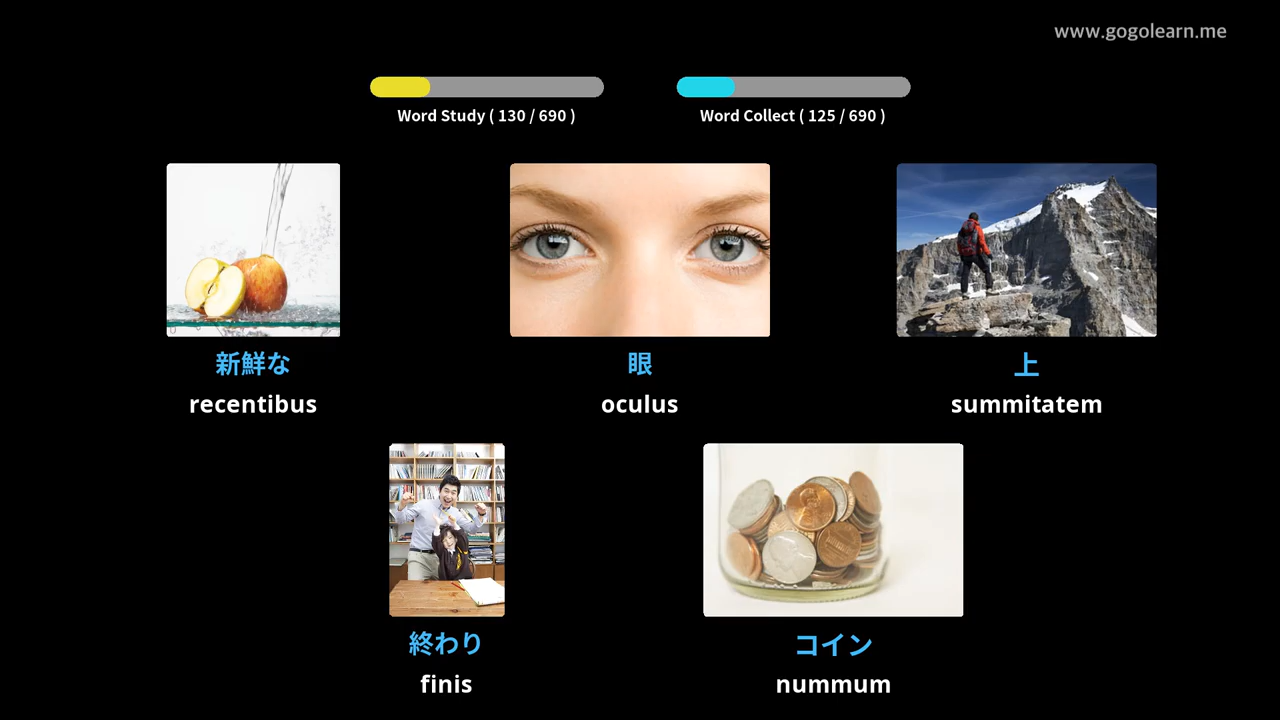 www.gogolearn.me
Word Study ( 130 / 690 )
Word Collect ( 125 / 690 )
新鮮な
recentibus
眼
oculus
上
summitatem
終わり
finis
コイン
nummum